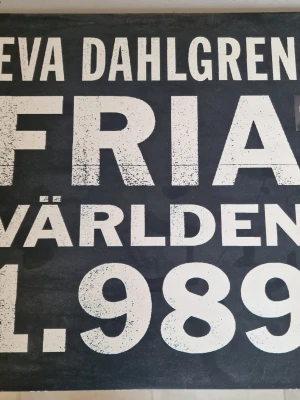 EVA DAHLGREN
FRIA
VÄRLDEN
1.989